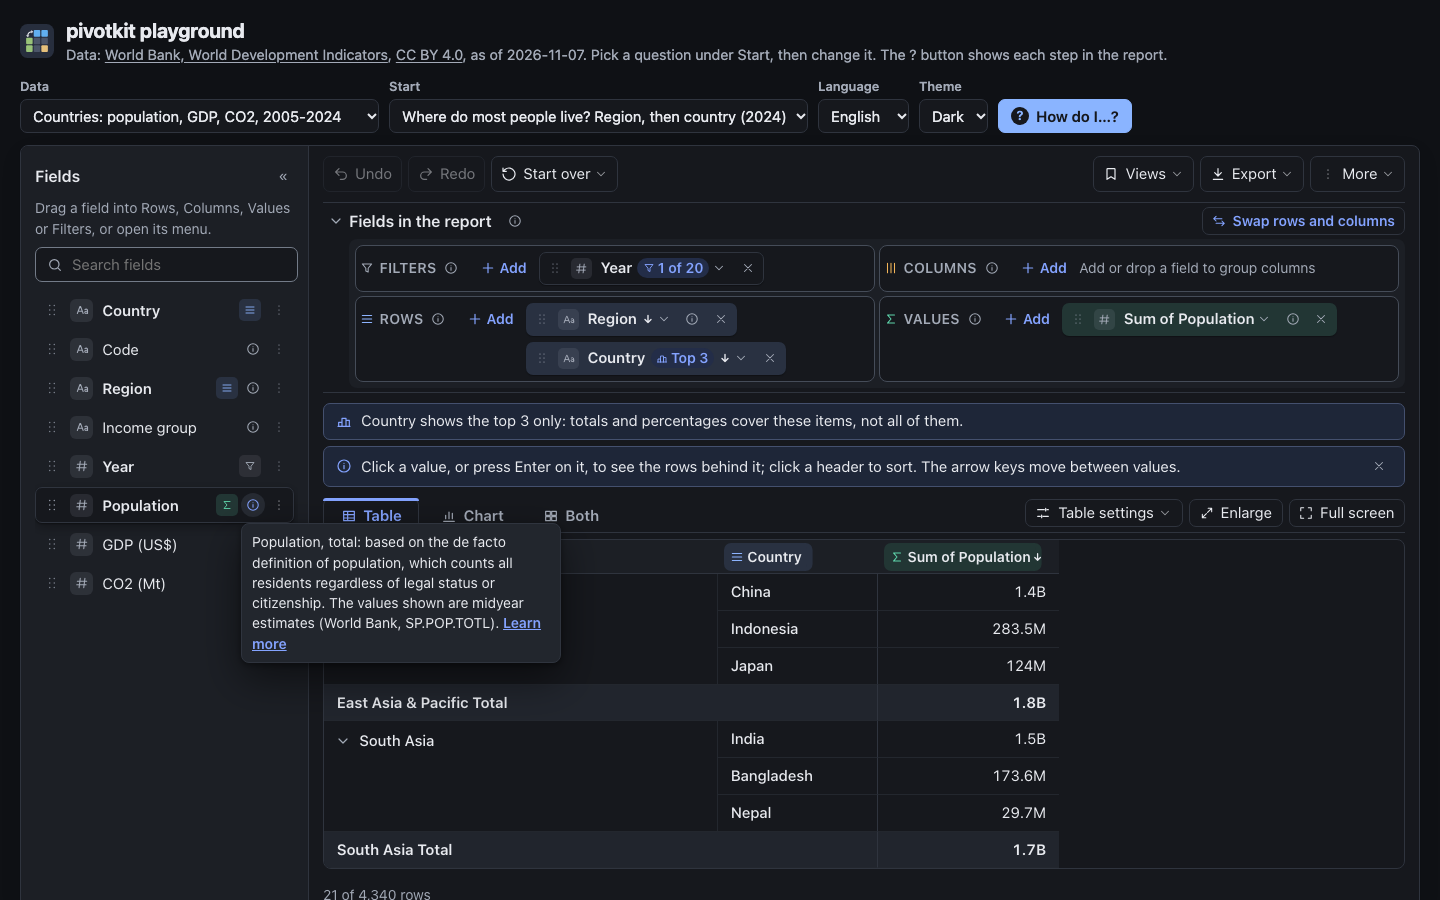 pivotkit playground
Data: World Bank, World Development Indicators, CC BY 4.0, as of 2026-11-07. Pick a question under Start, then change it. The ? button shows each step in the report.
Data
Start
Language
Theme
Countries: population, GDP, CO2, 2005-2024
Where do most people live? Region, then country (2024)
English
Dark
? How do I...?
Fields
«
Drag a field into Rows, Columns, Values
or Filters, or open its menu.
Search fields
Aa Country
Aa Code
Aa Region
Aa Income group
# Year
# Population Σ
# GDP (US$)
# CO2 (Mt)
Undo
Redo
Start over
Views
Export
More
Fields in the report
Swap rows and columns
FILTERS
+ Add
# Year 1 of 20
COLUMNS
+ Add
Add or drop a field to group columns
ROWS
+ Add
Aa Region ↓
Aa Country Top 3 ↓
Σ VALUES
+ Add
# Sum of Population
Country shows the top 3 only: totals and percentages cover these items, not all of them.
Click a value, or press Enter on it, to see the rows behind it; click a header to sort. The arrow keys move between values.
Table
Chart
Both
Table settings
Enlarge
Full screen
Population, total: based on the de facto
definition of population, which counts all
residents regardless of legal status or
citizenship. The values shown are midyear
estimates (World Bank, SP.POP.TOTL). Learn
more
Country
Σ Sum of Population ↓
China 1.4B
Indonesia 283.5M
Japan 124M
East Asia & Pacific Total 1.8B
South Asia
India 1.5B
Bangladesh 173.6M
Nepal 29.7M
South Asia Total 1.7B
21 of 4,340 rows